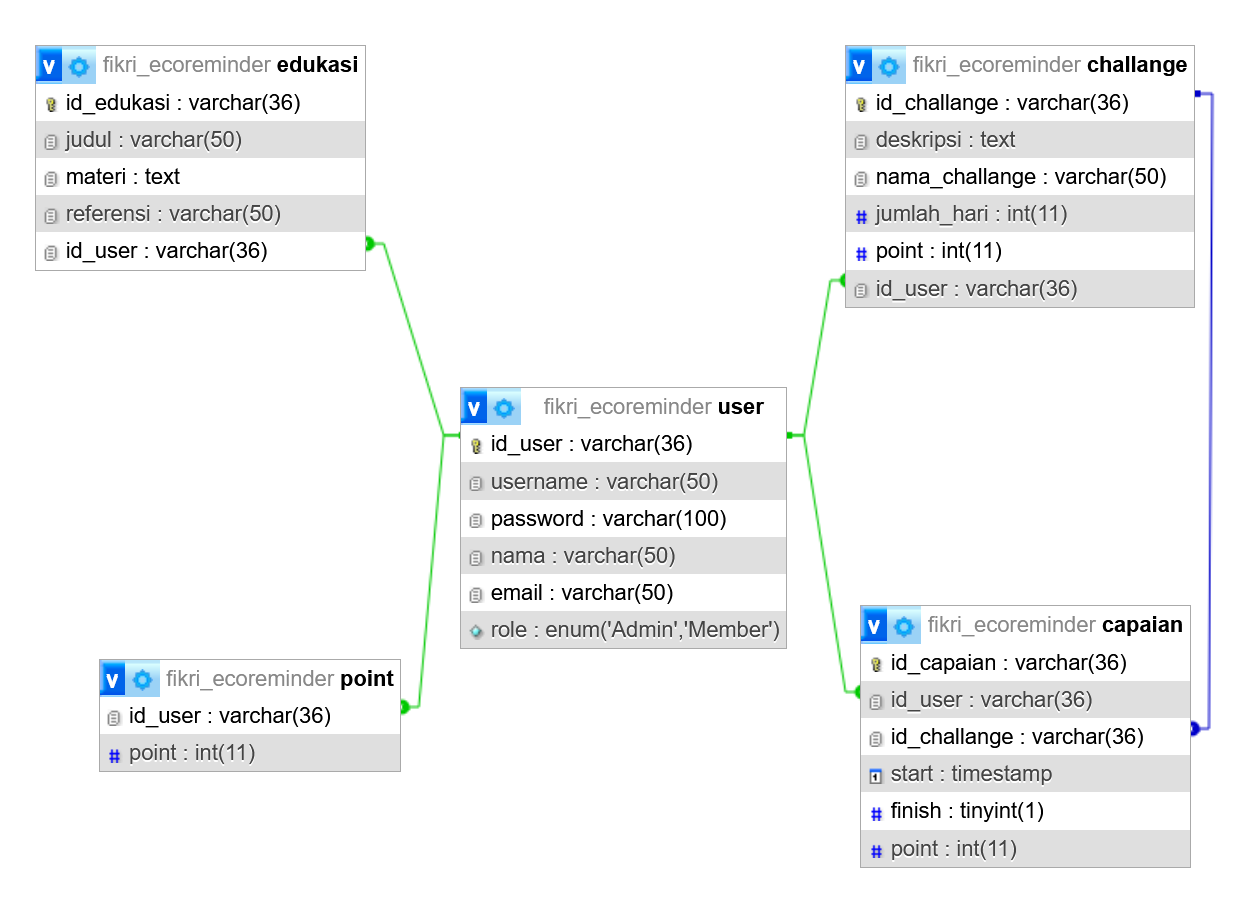 fikri_ecoreminder edukasi
id_edukasi : varchar(36)
judul : varchar(50)
materi : text
referensi : varchar(50)
id_user : varchar(36)
fikri_ecoreminder challange
id_challange : varchar(36)
deskripsi : text
nama_challange : varchar(50)
jumlah_hari : int(11)
point : int(11)
id_user : varchar(36)
fikri_ecoreminder user
id_user : varchar(36)
username : varchar(50)
password : varchar(100)
nama : varchar(50)
email : varchar(50)
role : enum('Admin','Member')
fikri_ecoreminder point
id_user : varchar(36)
point : int(11)
fikri_ecoreminder capaian
id_capaian : varchar(36)
id_user : varchar(36)
id_challange : varchar(36)
start : timestamp
finish : tinyint(1)
point : int(11)